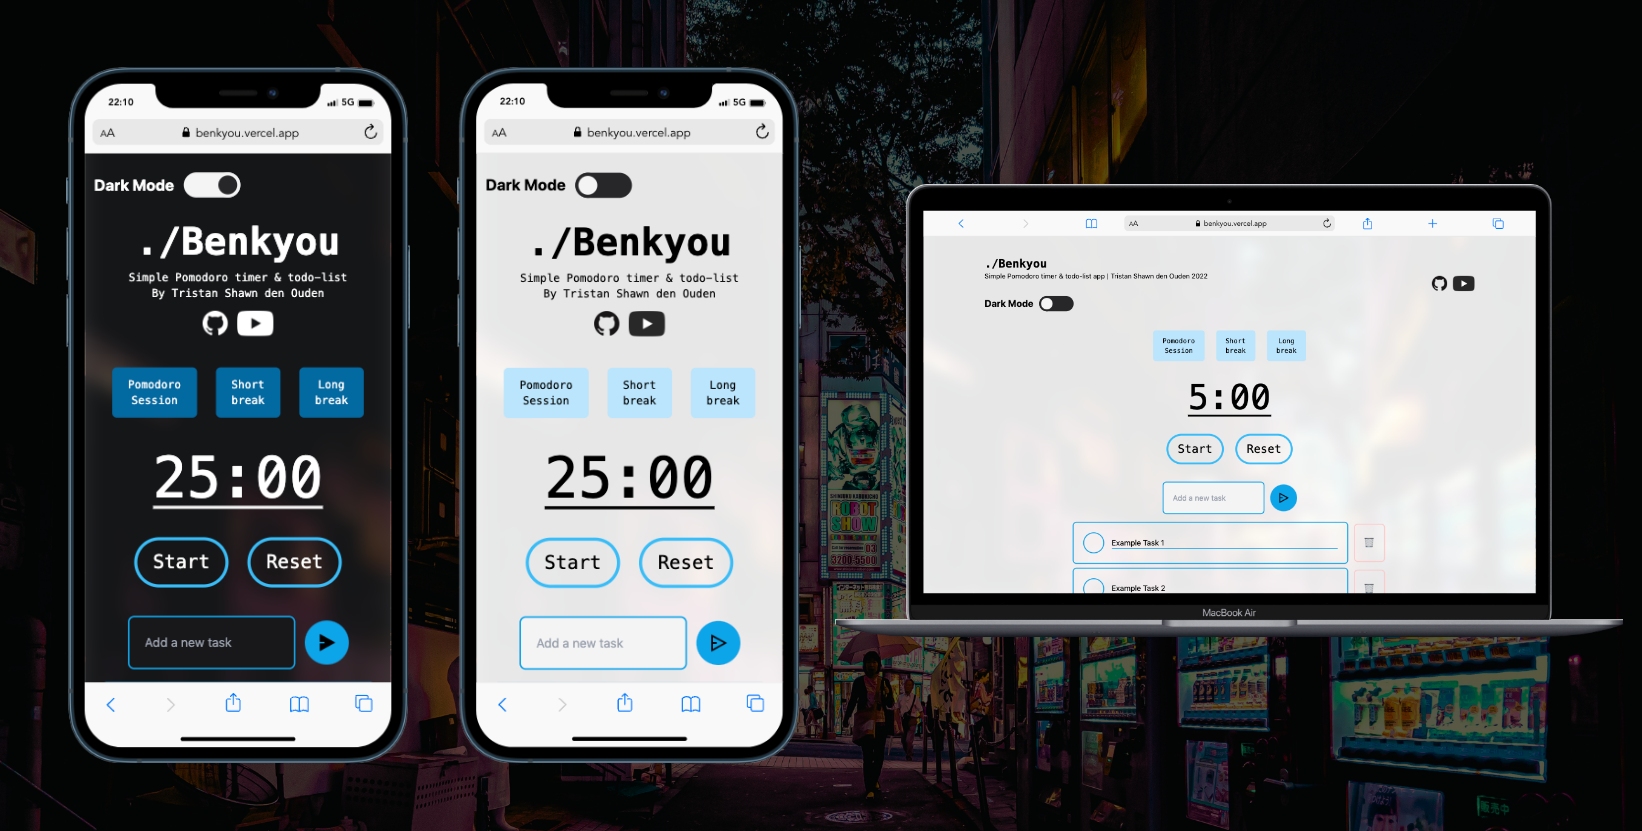 22:10
5G
AA
benkyou.vercel.app
Dark Mode
./Benkyou
Simple Pomodoro timer & todo-list
By Tristan Shawn den Ouden
Pomodoro
Session
Short
break
Long
break
25:00
Start
Reset
Add a new task
22:10
5G
AA
benkyou.vercel.app
Dark Mode
./Benkyou
Simple Pomodoro timer & todo-list
By Tristan Shawn den Ouden
Pomodoro
Session
Short
break
Long
break
25:00
Start
Reset
Add a new task
AA
benkyou.vercel.app
./Benkyou
Simple Pomodoro timer & todo-list app | Tristan Shawn den Ouden 2022
Dark Mode
Pomodoro
Session
Short
break
Long
break
5:00
Start
Reset
Add a new task
Example Task 1
Example Task 2
MacBook Air
ROBOT
SHOW